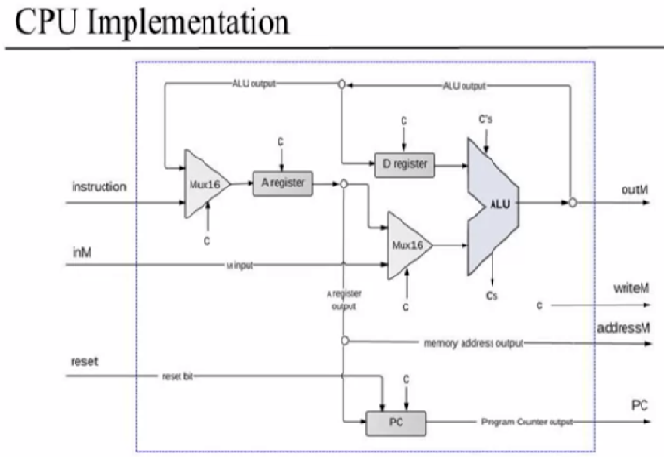 CPU Implementation
ALU output
ALU output
C
C's
D register
C
instruction
Mux16
A register
ALU
outM
C
Mux16
inM
M input
A register
output
C
Cs
writeM
C
addressM
memory address output
reset
reset bit
C
PC
PC
Program Counter output